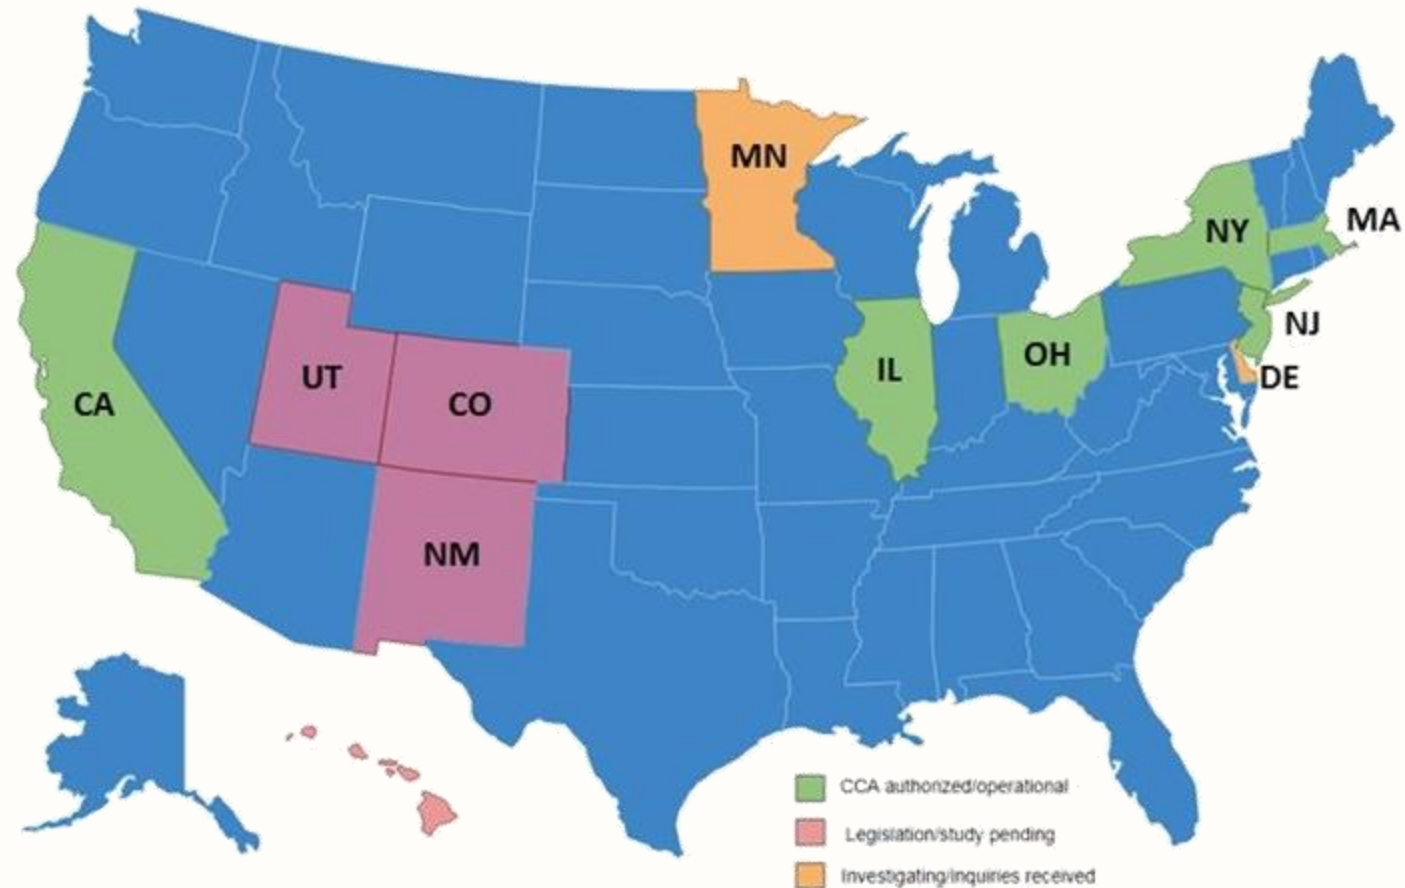 MN
MA
NY
NJ
UT
CO
IL
OH
DE
CA
NM
CCA authorized/operational
Legislation/study pending
Investigating/Inquiries received